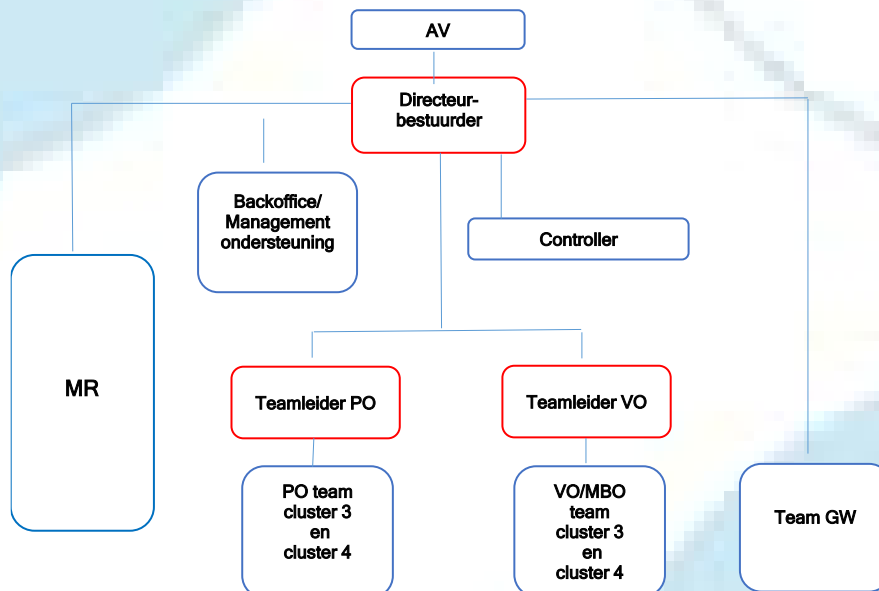 AV
Directeur-
bestuurder
Backoffice/
Management
ondersteuning
Controller
MR
Teamleider PO
Teamleider VO
PO team
cluster 3
en
cluster 4
VO/MBO
team
cluster 3
en
cluster 4
Team GW